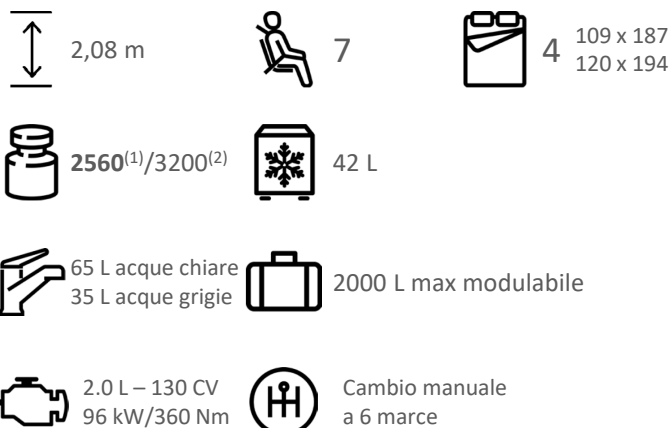 2,08 m
7
4
109 x 187
120 x 194
2560(1)/3200(2)
42 L
65 L acque chiare
35 L acque grigie
2000 L max modulabile
2.0 L – 130 CV
96 kW/360 Nm
Cambio manuale
a 6 marce